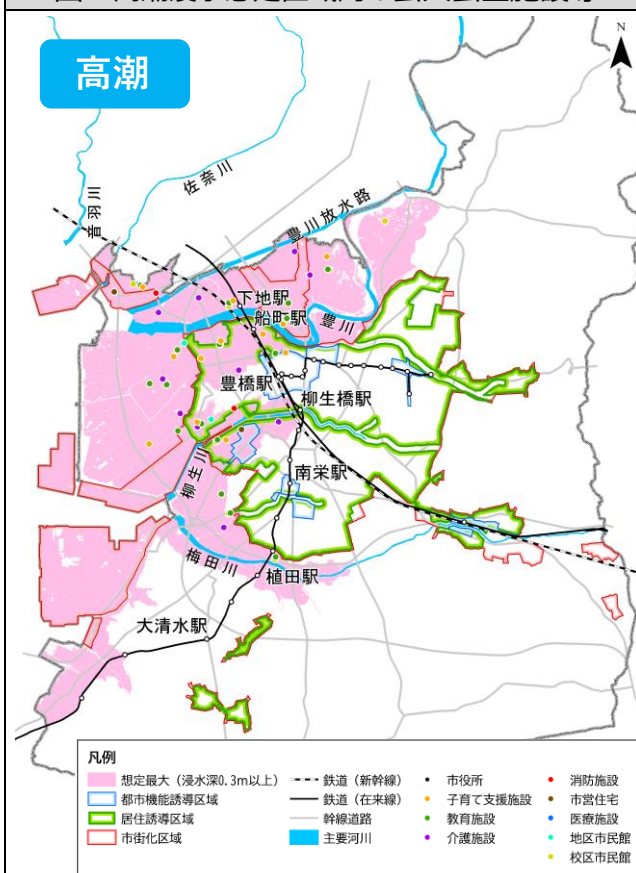 高潮
N
佐奈川
音羽川
豊川放水路
下地駅
船町駅
豊川
豊橋駅
柳生橋駅
南栄駅
柳生川
梅田川
植田駅
大清水駅
凡例
想定最大（浸水深0.3m以上）
都市機能誘導区域
居住誘導区域
市街化区域
鉄道（新幹線）
鉄道（在来線）
幹線道路
主要河川
市役所
子育て支援施設
教育施設
介護施設
消防施設
市営住宅
医療施設
地区市民館
校区市民館